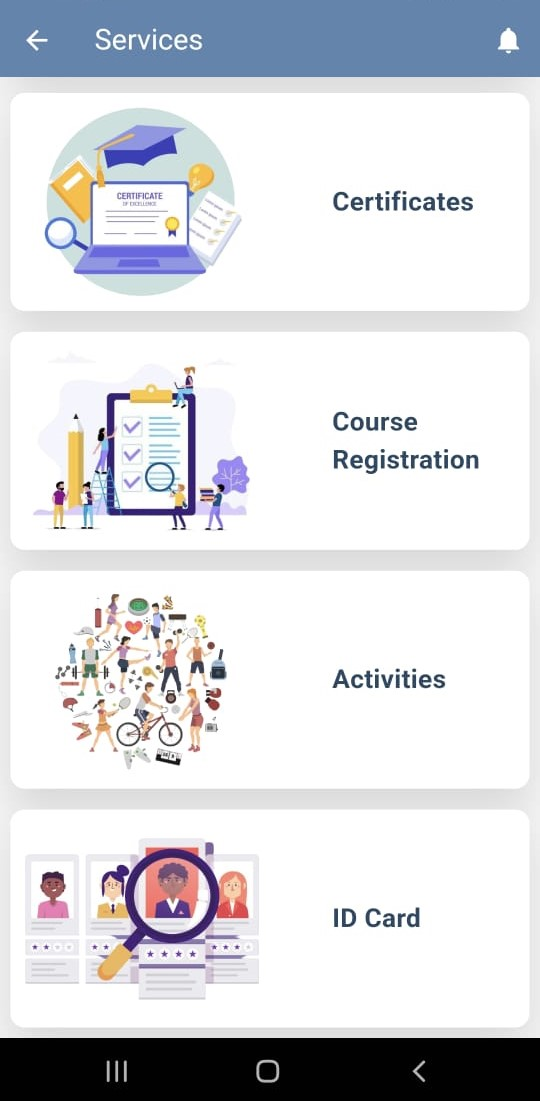 Services
CERTIFICATE
OF EXCELLENCE
Certificates
Course
Registration
Activities
ID Card